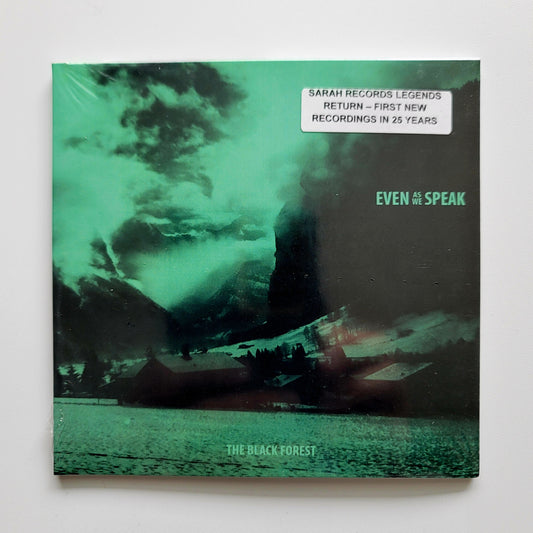 SARAH RECORDS LEGENDS
RETURN – FIRST NEW
RECORDINGS IN 25 YEARS
EVEN AS WE SPEAK
THE BLACK FOREST